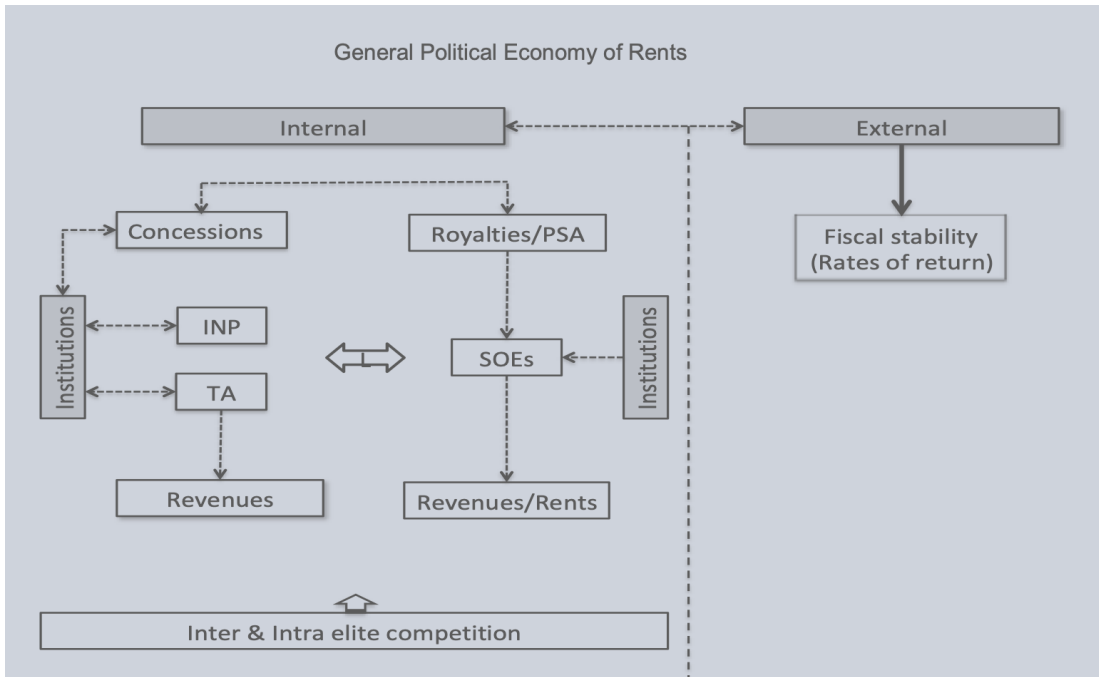 General Political Economy of Rents
Internal
External
Concessions
Royalties/PSA
Fiscal stability
(Rates of return)
Institutions
INP
L
SOEs
Institutions
TA
Revenues
Revenues/Rents
Inter & Intra elite competition